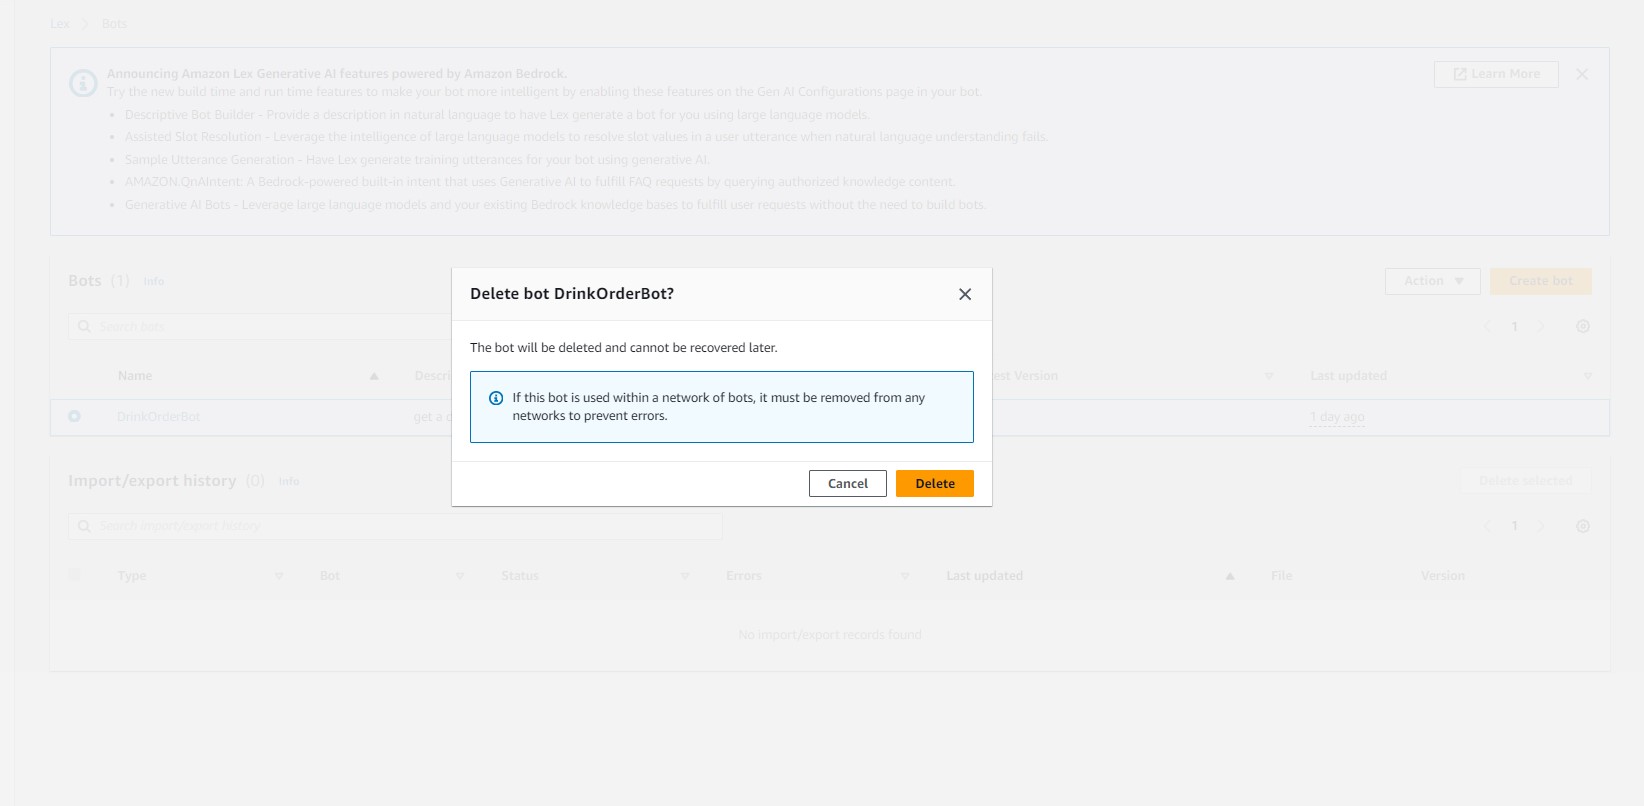 Lex > Bots
Announcing Amazon Lex Generative AI features powered by Amazon Bedrock.
Learn More
Try the new build time and run time features to make your bot more intelligent by enabling these features on the Gen AI Configurations page in your bot.
• Descriptive Bot Builder - Provide a description in natural language to have Lex generate a bot for you using large language models.
• Assisted Slot Resolution - Leverage the intelligence of large language models to resolve slot values in a user utterance when natural language understanding fails.
• Sample Utterance Generation - Have Lex generate training utterances for your bot using generative AI.
• AMAZON.QnAIntent: A Bedrock-powered built-in intent that uses Generative AI to fulfill FAQ requests by querying authorized knowledge content.
• Generative AI Bots - Leverage large language models and your existing Bedrock knowledge bases to fulfill user requests without the need to build bots.
Bots (1) Info
Action Create bot
Search bots
1
Name Descri est Version Last updated
DrinkOrderBot get a d 1 day ago
Delete bot DrinkOrderBot?
The bot will be deleted and cannot be recovered later.
If this bot is used within a network of bots, it must be removed from any
networks to prevent errors.
Cancel Delete
Import/export history (0) Info
Delete selected
Search import/export history
1
Type Bot Status Errors Last updated File Version
No import/export records found